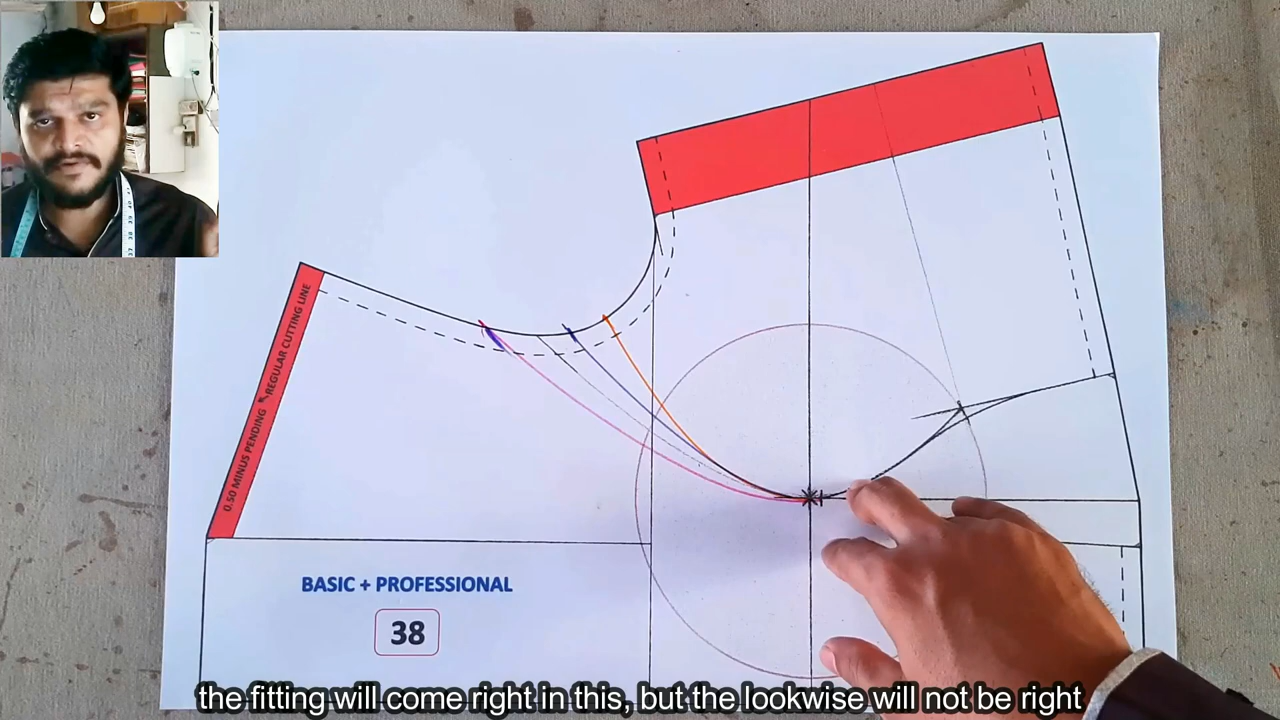 0.50 MINUS PENDING
REGULAR CUTTING LINE
BASIC + PROFESSIONAL
38
the fitting will come right in this, but the lookwise will not be right